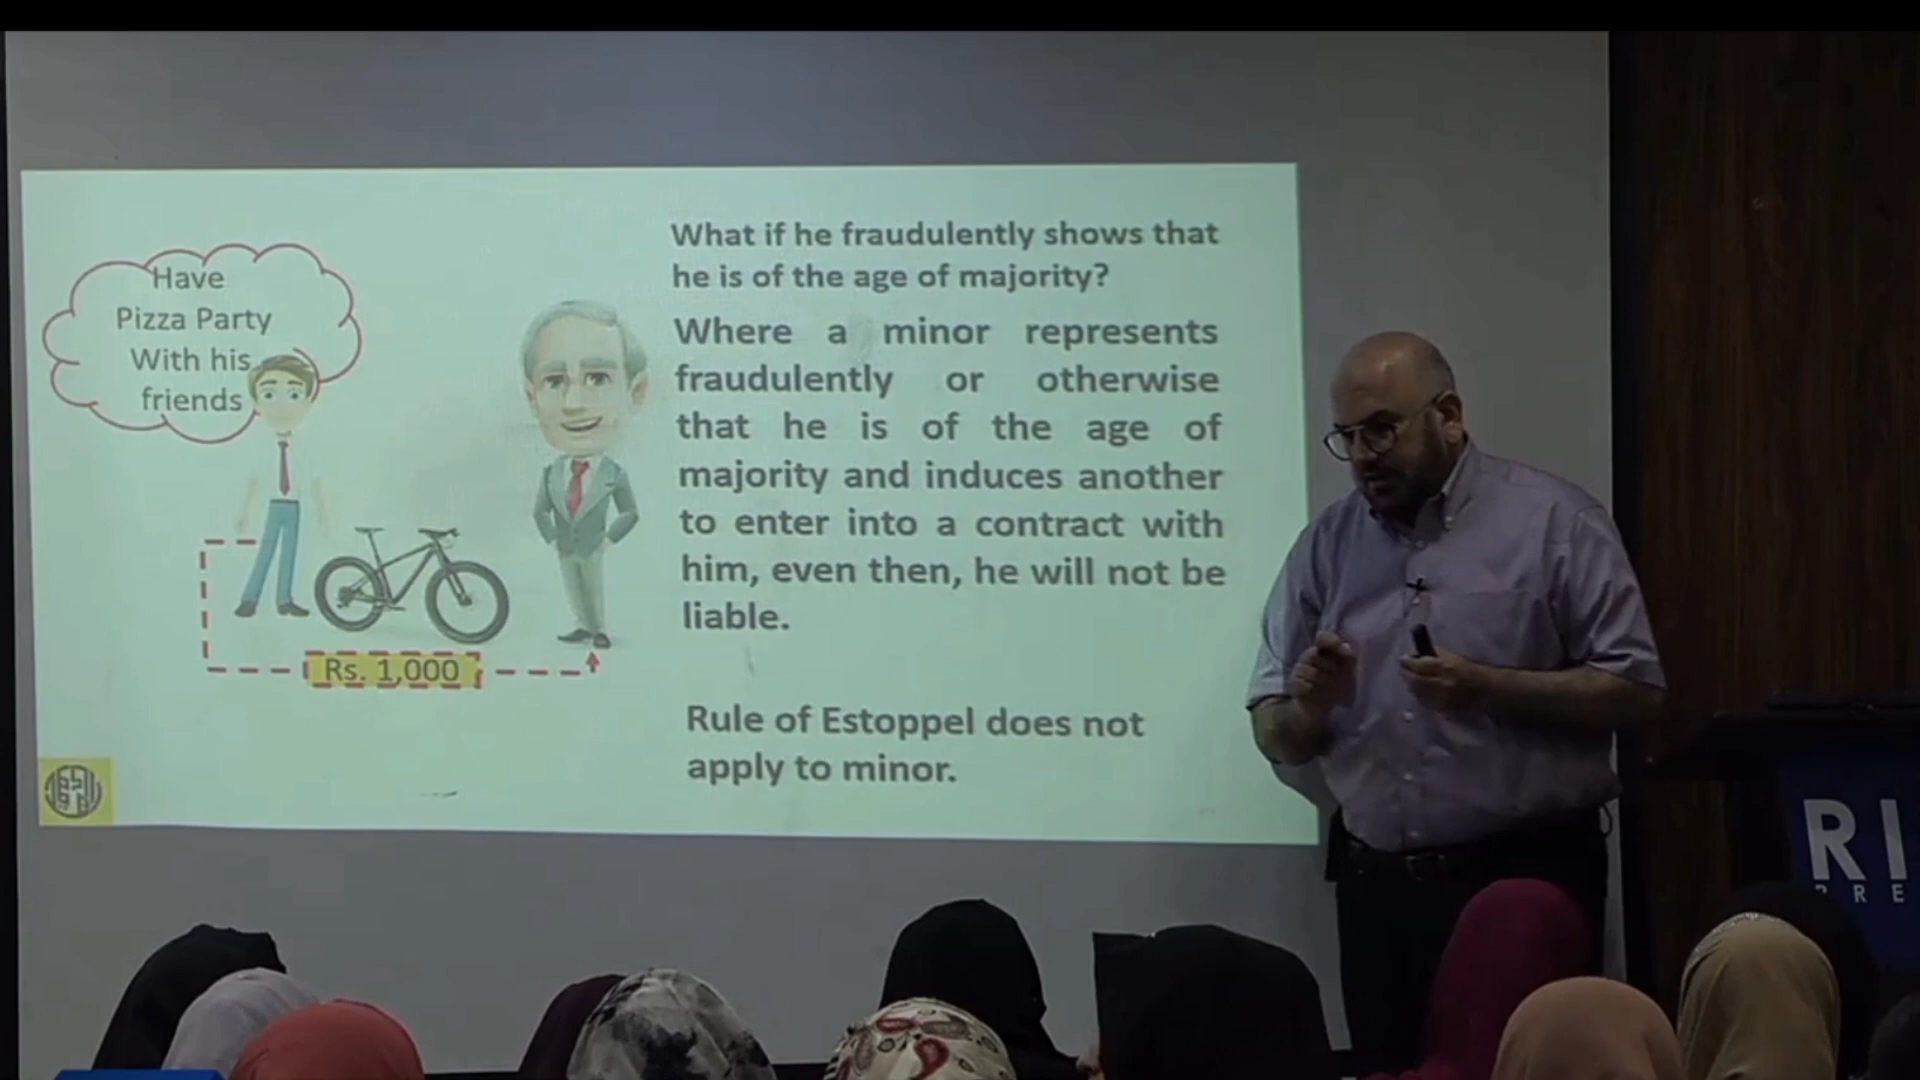 Have
Pizza Party
With his
friends
Rs. 1,000
What if he fraudulently shows that
he is of the age of majority?
Where a minor represents
fraudulently or otherwise
that he is of the age of
majority and induces another
to enter into a contract with
him, even then, he will not be
liable.
Rule of Estoppel does not
apply to minor.
RI
RE